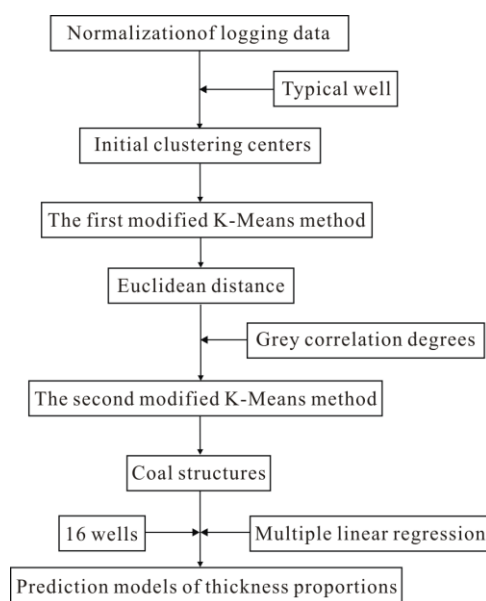 Normalizationof logging data
Typical well
Initial clustering centers
The first modified K-Means method
Euclidean distance
Grey correlation degrees
The second modified K-Means method
Coal structures
16 wells
Multiple linear regression
Prediction models of thickness proportions